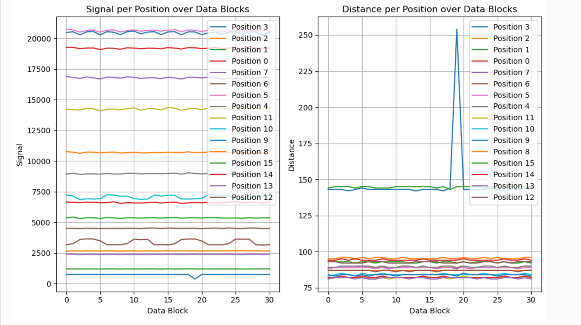 Signal per Position over Data Blocks
Signal
20000
17500
15000
12500
10000
7500
5000
2500
0
Position 3
Position 2
Position 1
Position 0
Position 7
Position 6
Position 5
Position 4
Position 11
Position 10
Position 9
Position 8
Position 15
Position 14
Position 13
Position 12
0 5 10 15 20 25 30
Data Block
Distance per Position over Data Blocks
Distance
250
225
200
175
150
125
100
75
Position 3
Position 2
Position 1
Position 0
Position 7
Position 6
Position 5
Position 4
Position 11
Position 10
Position 9
Position 8
Position 15
Position 14
Position 13
Position 12
0 5 10 15 20 25 30
Data Block